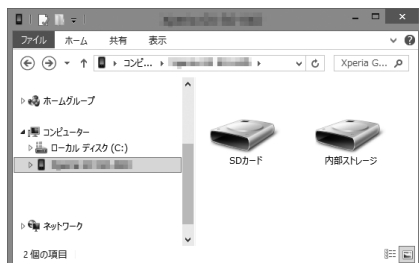 ファイル ホーム 共有 表示
コンピ... Xperia G...
ホームグループ
コンピューター
ローカル ディスク (C:)
SDカード 内部ストレージ
ネットワーク
2 個の項目